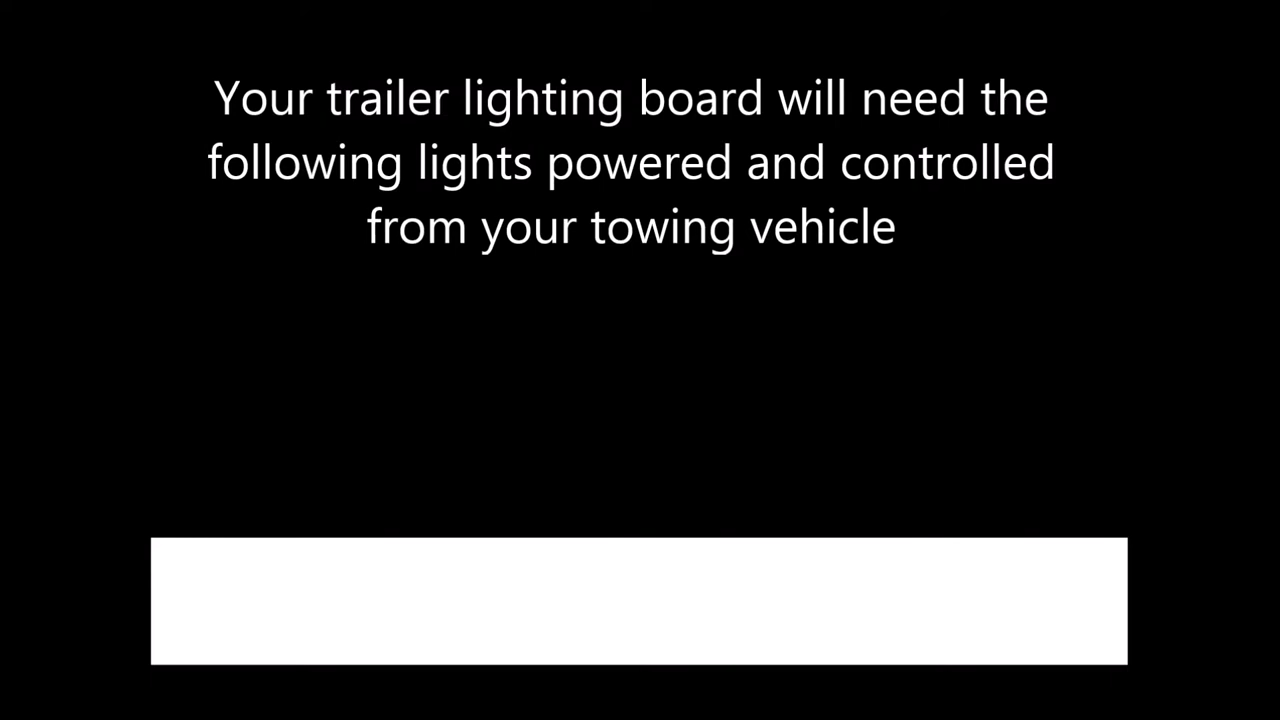 Your trailer lighting board will need the
following lights powered and controlled
from your towing vehicle